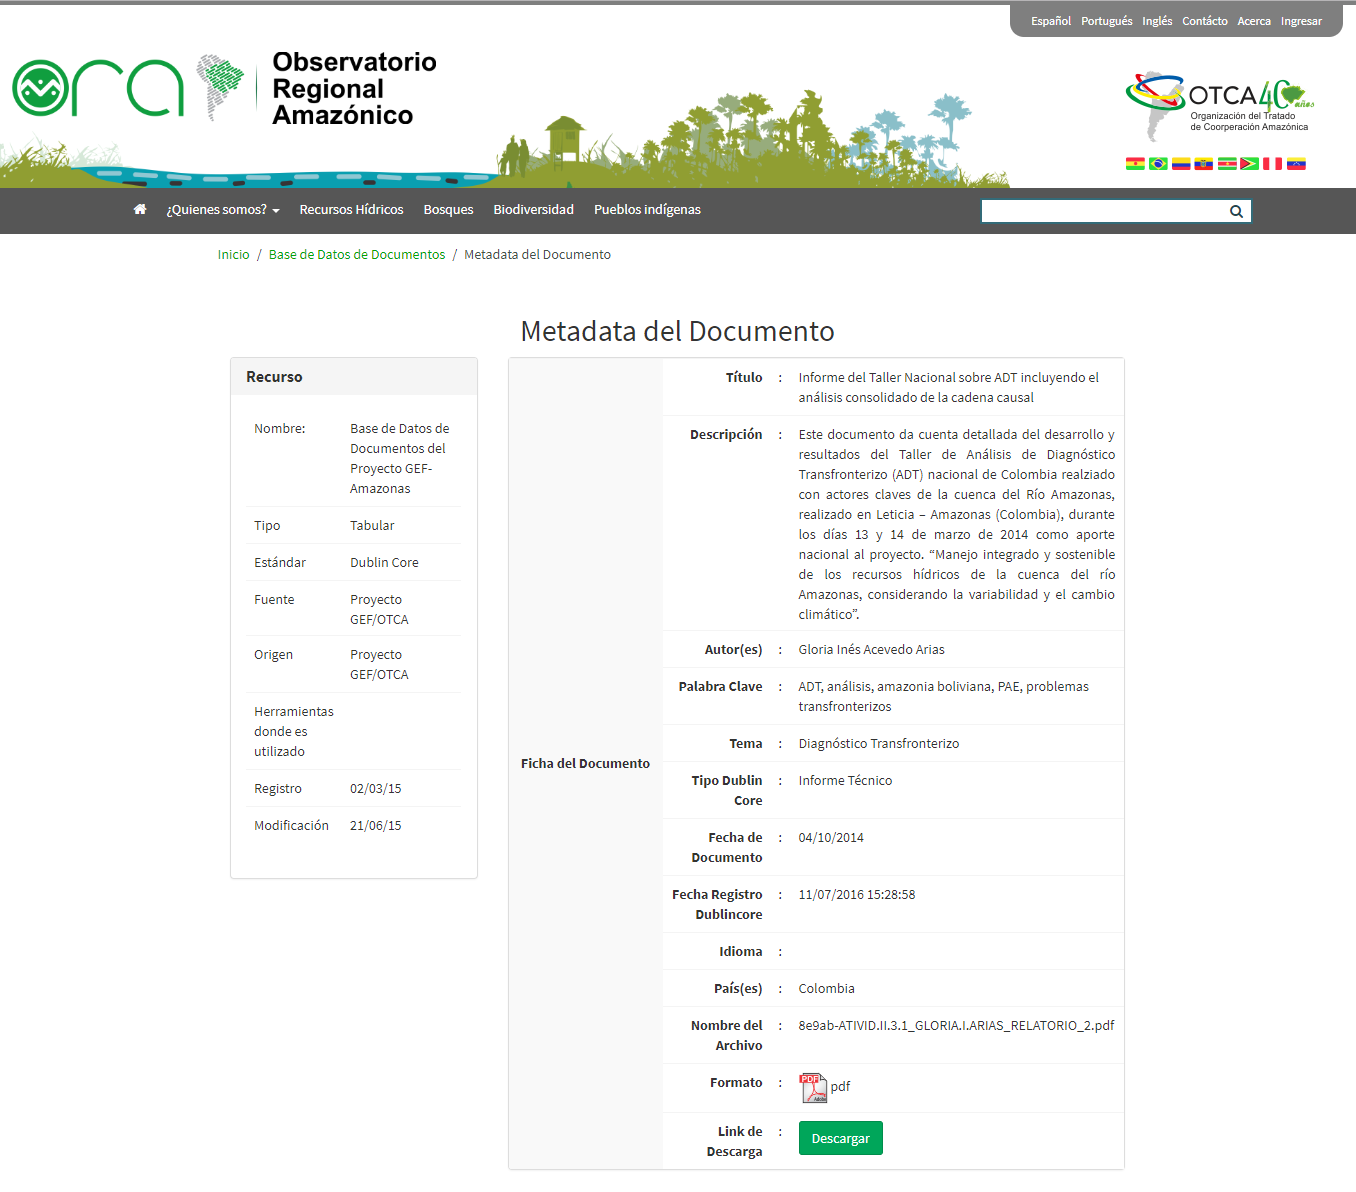 Español Portugués Inglés Contácto Acerca Ingresar
ora
Observatorio
Regional
Amazónico
OTCA 40 años
Organización del Tratado
de Coorperación Amazónica
¿Quienes somos? Recursos Hídricos Bosques Biodiversidad Pueblos indígenas
Inicio / Base de Datos de Documentos / Metadata del Documento
Metadata del Documento
Recurso
Nombre: Base de Datos de
Documentos del
Proyecto GEF-
Amazonas
Tipo Tabular
Estándar Dublin Core
Fuente Proyecto
GEF/OTCA
Origen Proyecto
GEF/OTCA
Herramientas
donde es
utilizado
Registro 02/03/15
Modificación 21/06/15
Ficha del Documento
Título : Informe del Taller Nacional sobre ADT incluyendo el
análisis consolidado de la cadena causal
Descripción : Este documento da cuenta detallada del desarrollo y
resultados del Taller de Análisis de Diagnóstico
Transfronterizo (ADT) nacional de Colombia realziado
con actores claves de la cuenca del Río Amazonas,
realizado en Leticia – Amazonas (Colombia), durante
los días 13 y 14 de marzo de 2014 como aporte
nacional al proyecto. “Manejo integrado y sostenible
de los recursos hídricos de la cuenca del río
Amazonas, considerando la variabilidad y el cambio
climático”.
Autor(es) : Gloria Inés Acevedo Arias
Palabra Clave : ADT, análisis, amazonia boliviana, PAE, problemas
transfronterizos
Tema : Diagnóstico Transfronterizo
Tipo Dublin : Informe Técnico
Core
Fecha de : 04/10/2014
Documento
Fecha Registro : 11/07/2016 15:28:58
Dublincore
Idioma :
País(es) : Colombia
Nombre del : 8e9ab-ATIVID.II.3.1_GLORIA.I.ARIAS_RELATORIO_2.pdf
Archivo
Formato : PDF Adobe pdf
Link de : Descargar
Descarga